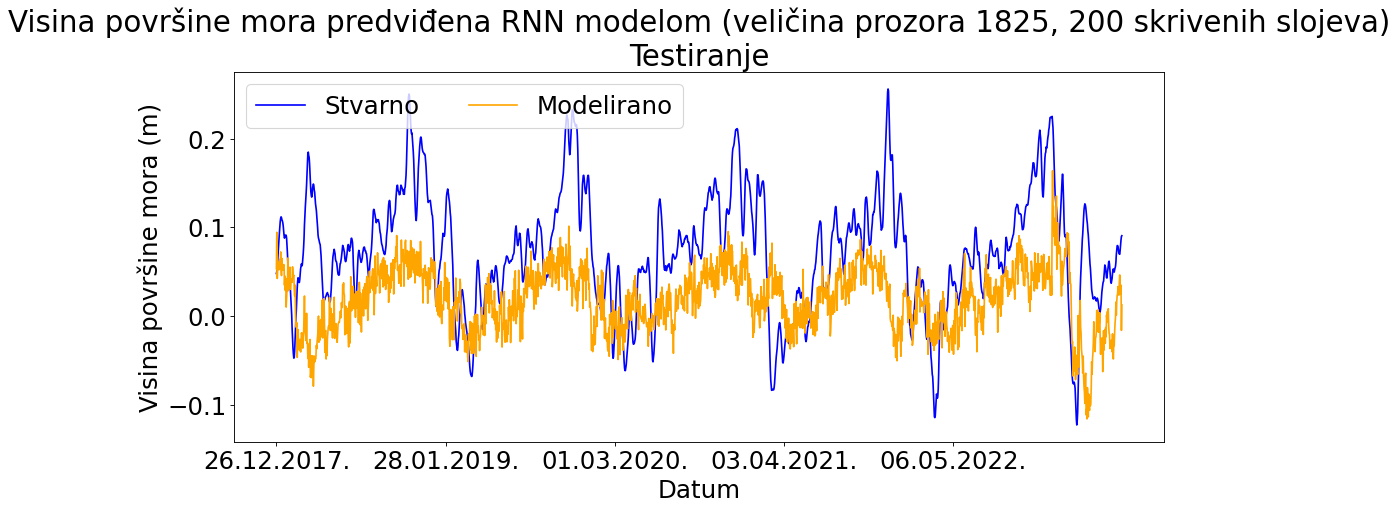 Visina površine mora predviđena RNN modelom (veličina prozora 1825, 200 skrivenih slojeva)
Testiranje
Stvarno Modelirano
Visina površine mora (m)
0.2
0.1
0.0
−0.1
26.12.2017. 28.01.2019. 01.03.2020. 03.04.2021. 06.05.2022.
Datum